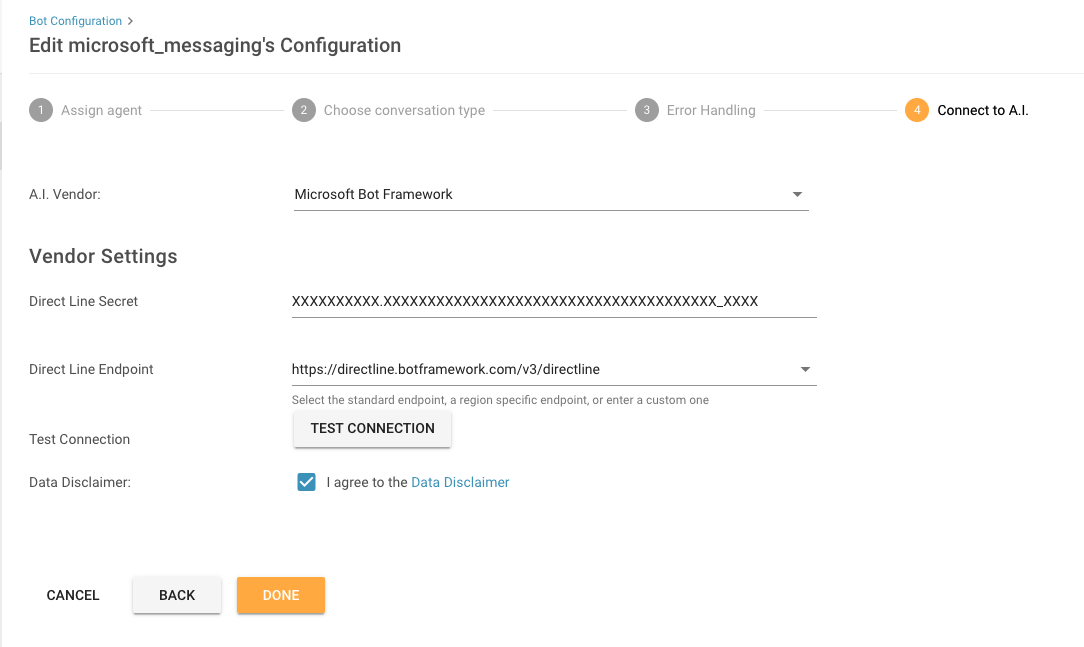 Bot Configuration >
Edit microsoft_messaging's Configuration
1 Assign agent 2 Choose conversation type 3 Error Handling 4 Connect to A.I.
A.I. Vendor: Microsoft Bot Framework
Vendor Settings
Direct Line Secret XXXXXXXXXX.XXXXXXXXXXXXXXXXXXXXXXXXXXXXXXXXXXXXXX_XXXX
Direct Line Endpoint https://directline.botframework.com/v3/directline
Select the standard endpoint, a region specific endpoint, or enter a custom one
Test Connection TEST CONNECTION
Data Disclaimer: I agree to the Data Disclaimer
CANCEL BACK DONE